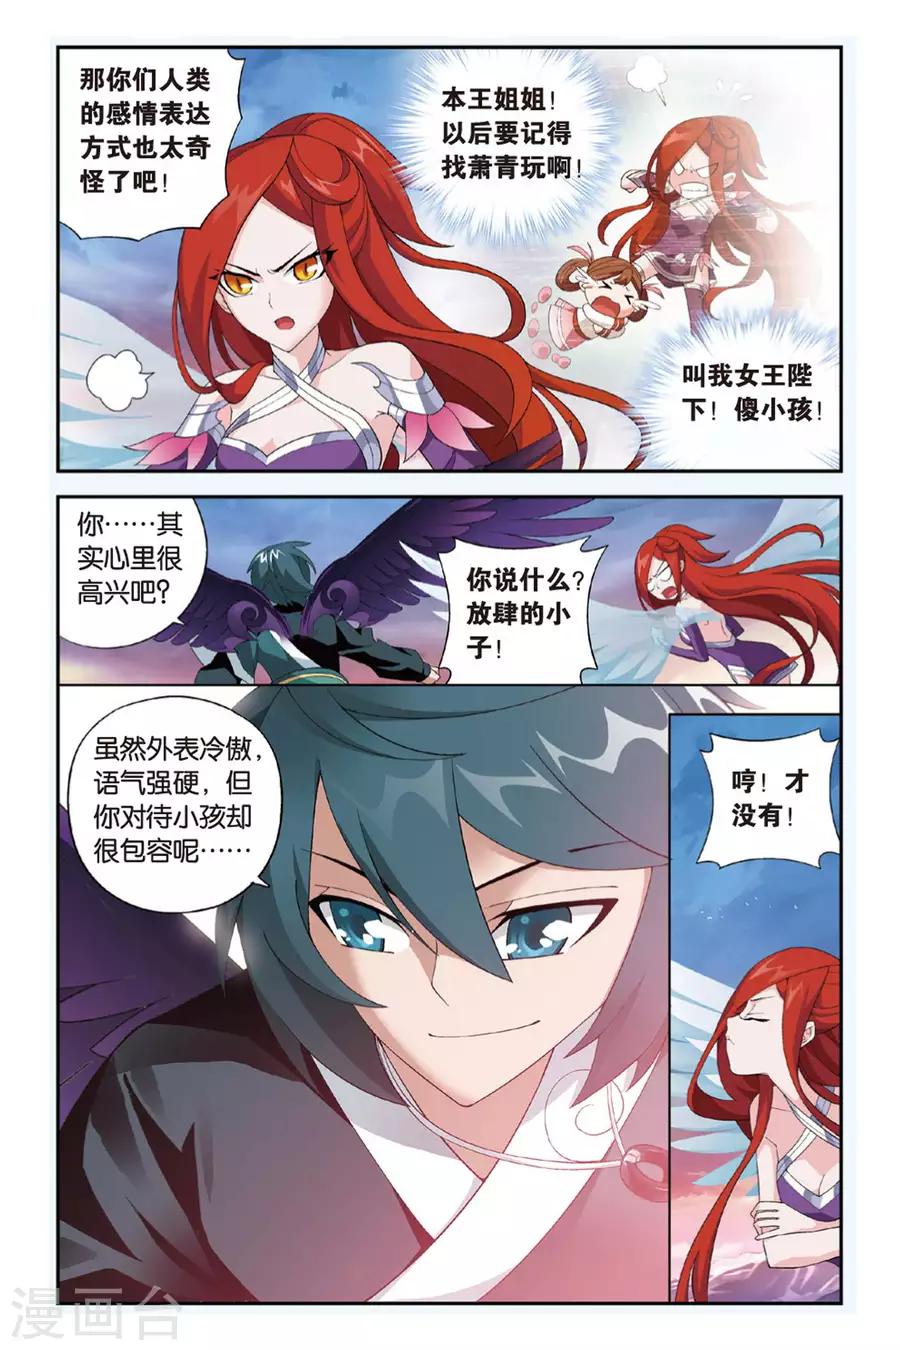 那你们人类
的感情表达
方式也太奇
怪了吧！
本王姐姐！
以后要记得
找萧青玩啊！
叫我女王陛
下！傻小孩！
你……其
实心里很
高兴吧？
你说什么？
放肆的小
子！
虽然外表冷傲，
语气强硬，但
你对待小孩却
很包容呢……
哼！才
没有！
漫画台